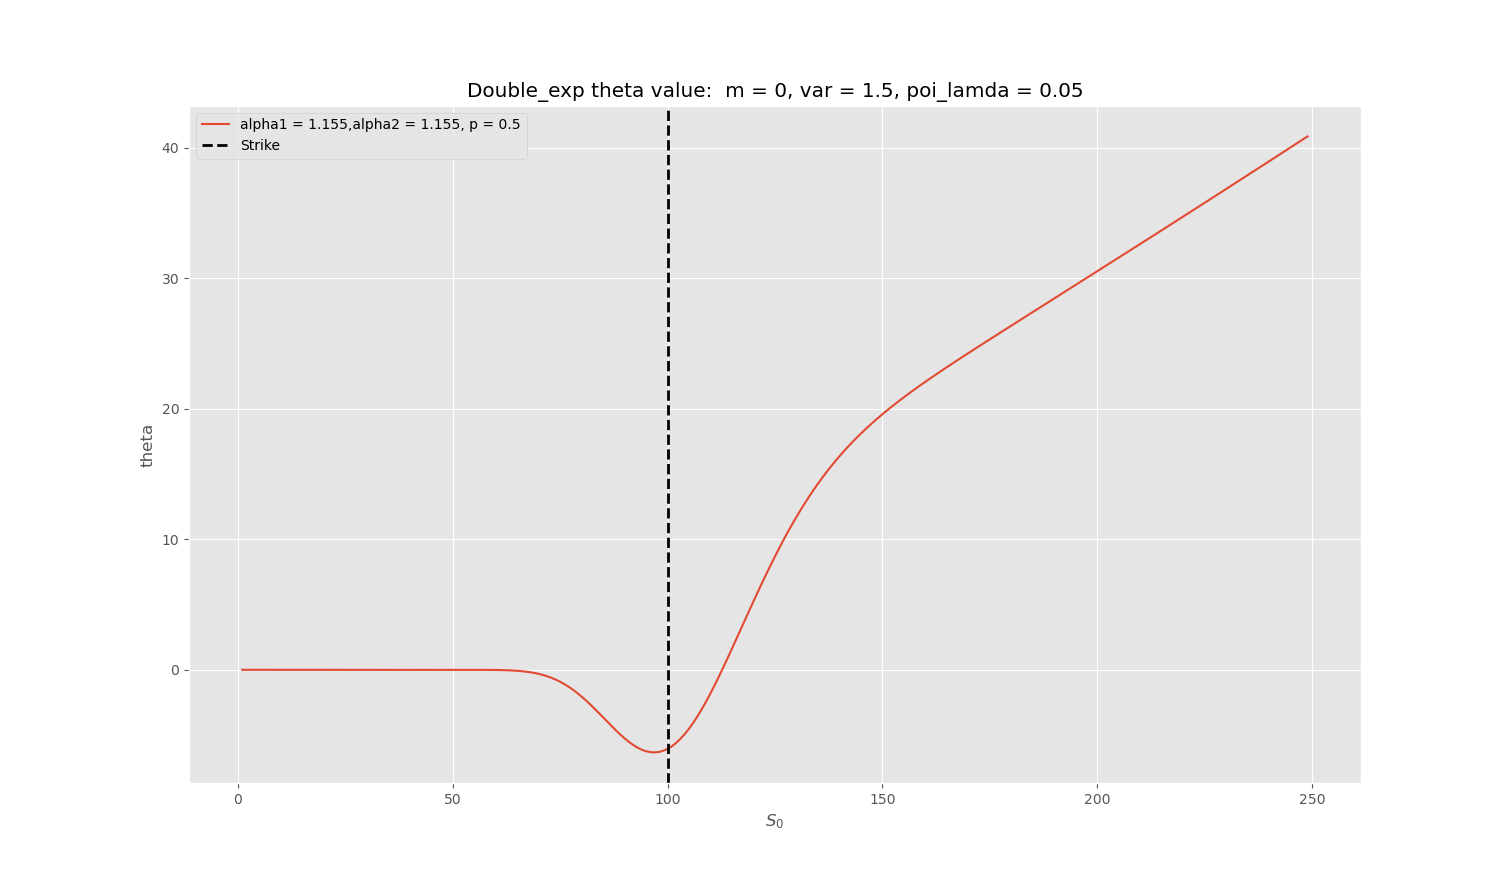 Double_exp theta value:  m = 0, var = 1.5, poi_lamda = 0.05
alpha1 = 1.155,alpha2 = 1.155, p = 0.5
Strike
40
30
20
10
0
theta
0 50 100 150 200 250
S₀